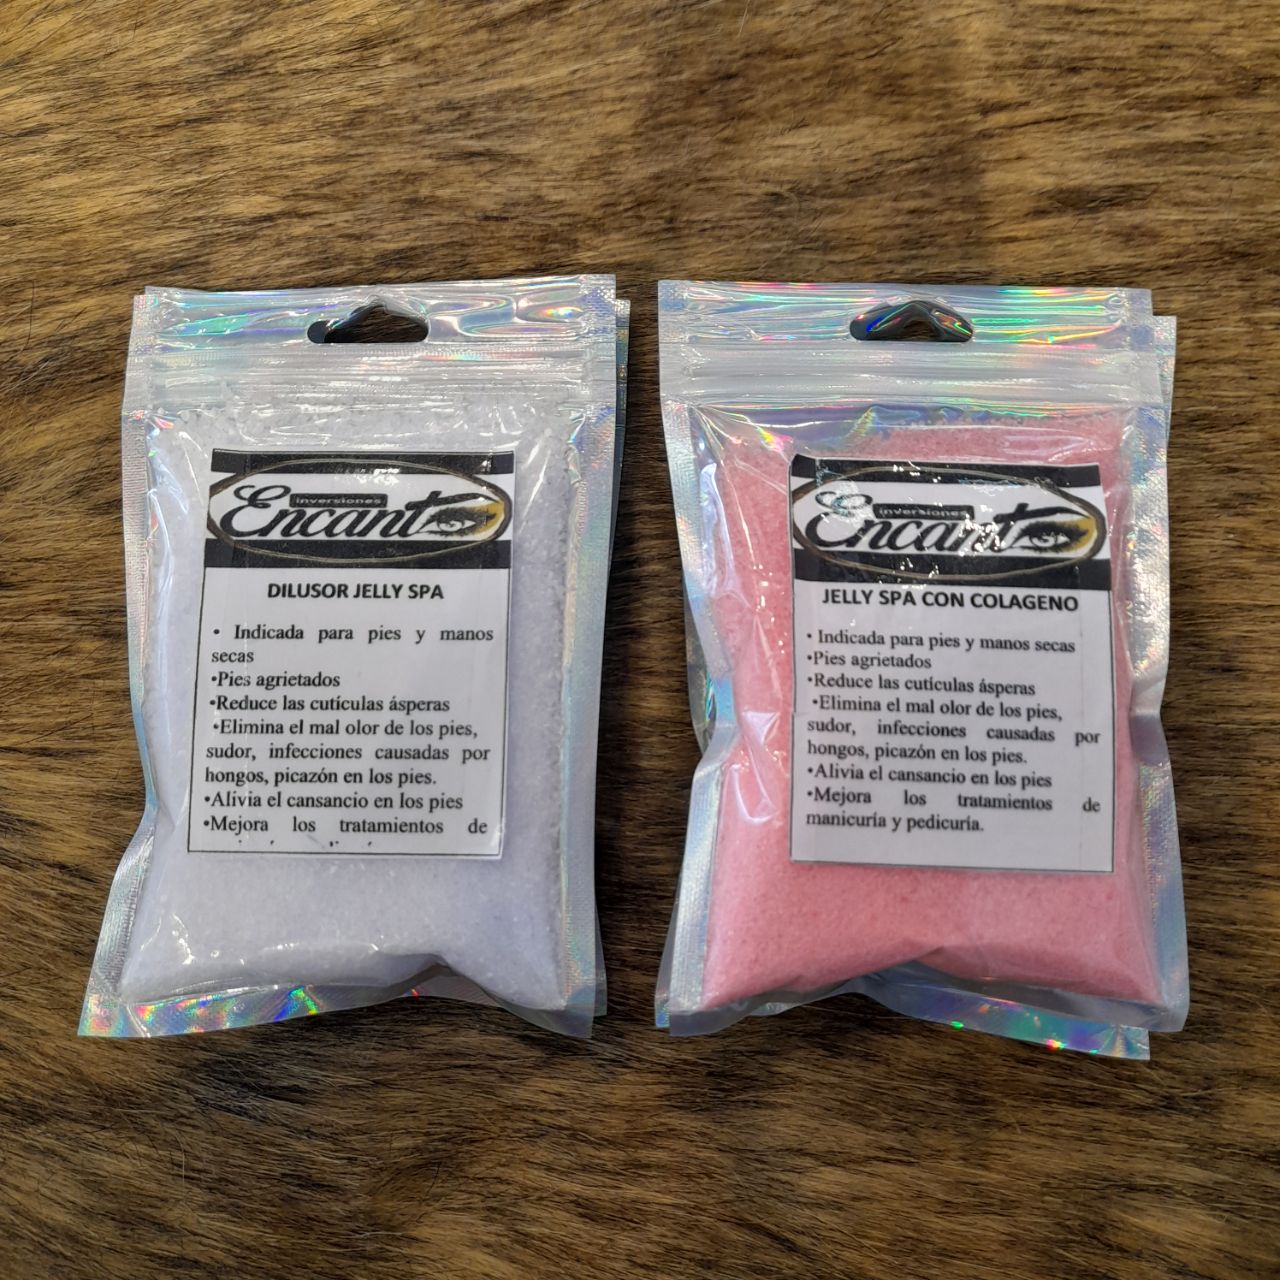 inversiones
Encanto
DILUSOR JELLY SPA
• Indicada para pies y manos
secas
•Pies agrietados
•Reduce las cutículas ásperas
•Elimina el mal olor de los pies,
sudor, infecciones causadas por
hongos, picazón en los pies.
•Alivia el cansancio en los pies
•Mejora los tratamientos de
inversiones
Encanto
JELLY SPA CON COLAGENO
• Indicada para pies y manos secas
•Pies agrietados
•Reduce las cutículas ásperas
•Elimina el mal olor de los pies,
sudor, infecciones causadas por
hongos, picazón en los pies.
•Alivia el cansancio en los pies
•Mejora los tratamientos de
manicuría y pedicuría.